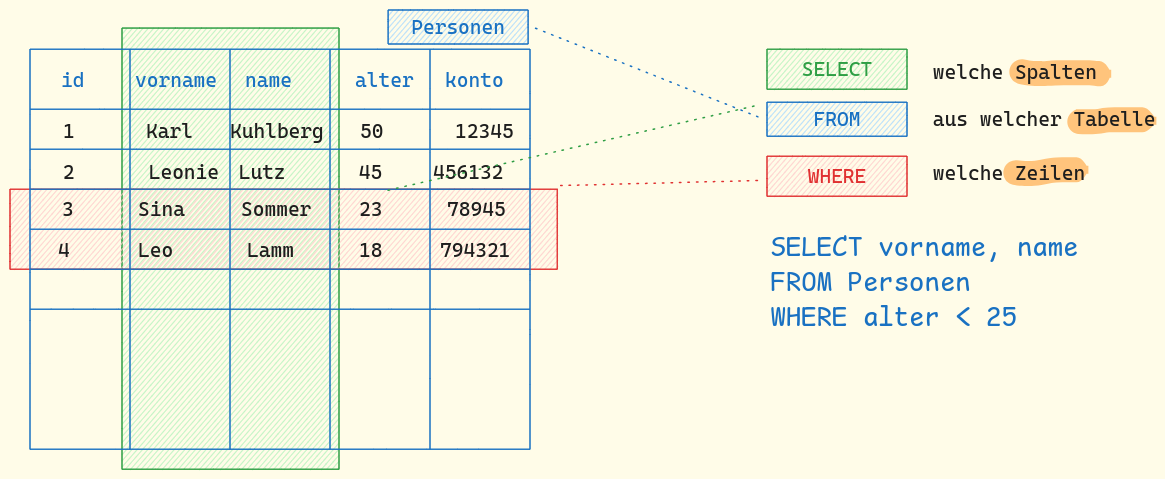 Personen
id vorname name alter konto
1 Karl Kuhlberg 50 12345
2 Leonie Lutz 45 456132
3 Sina Sommer 23 78945
4 Leo Lamm 18 794321
SELECT welche Spalten
FROM aus welcher Tabelle
WHERE welche Zeilen
SELECT vorname, name
FROM Personen
WHERE alter < 25